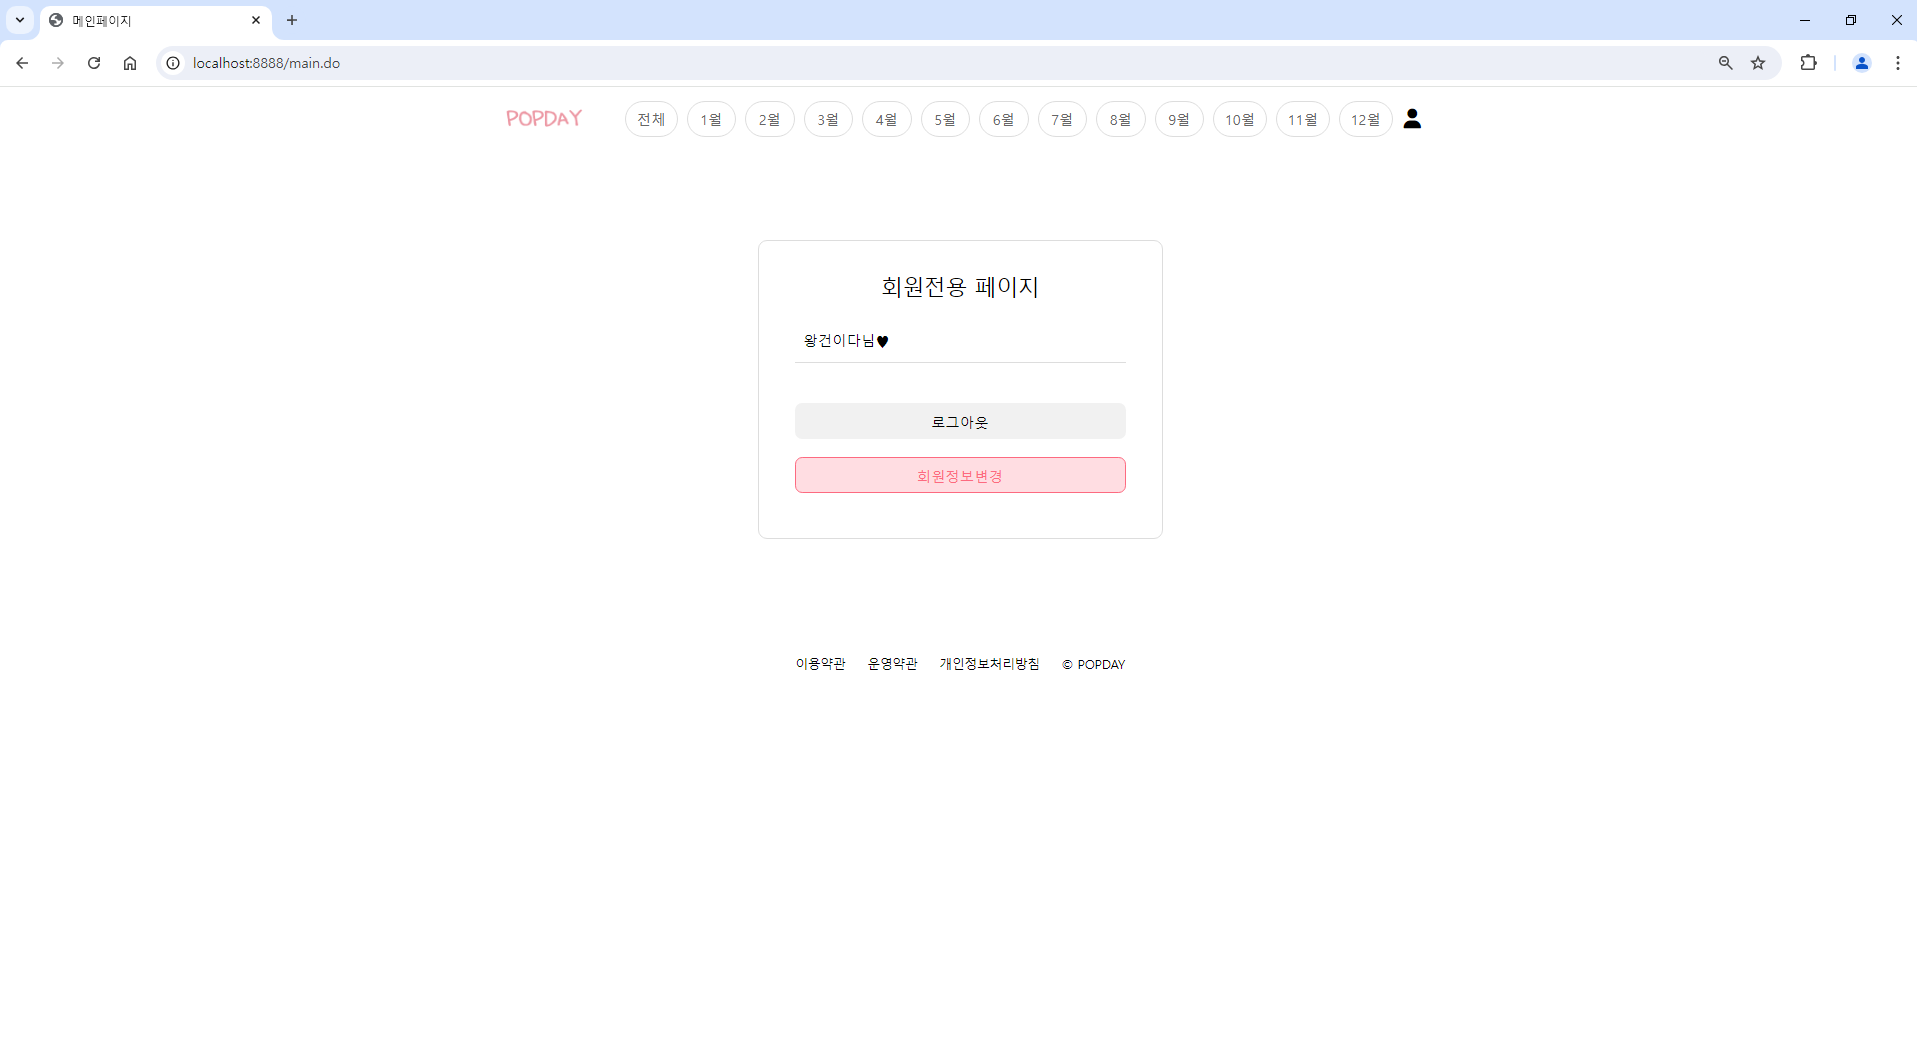 메인페이지
localhost:8888/main.do
POPDAY 전체 1월 2월 3월 4월 5월 6월 7월 8월 9월 10월 11월 12월
회원전용 페이지
왕건이다님♥
로그아웃
회원정보변경
이용약관 운영약관 개인정보처리방침 © POPDAY